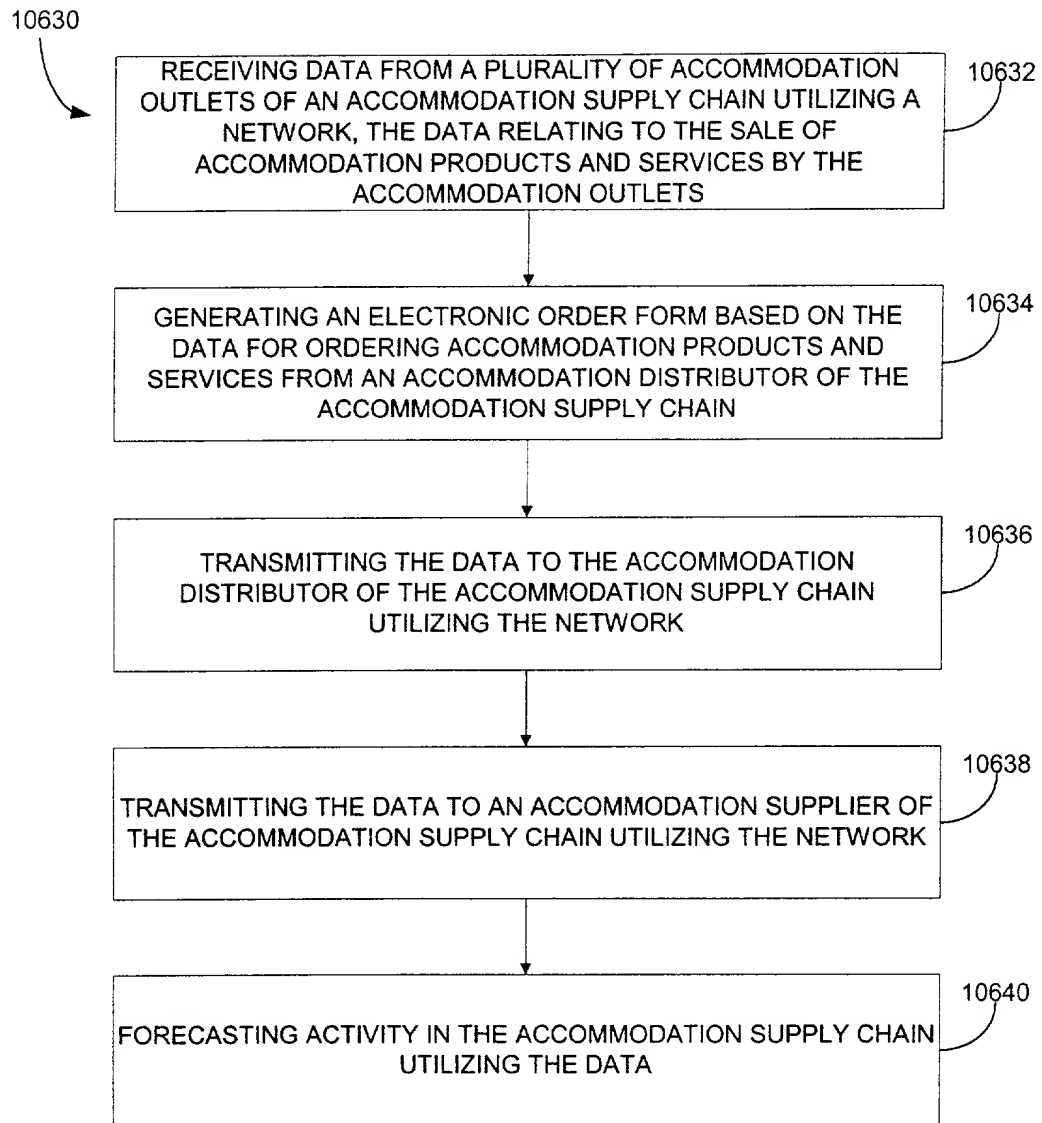 10630
RECEIVING DATA FROM A PLURALITY OF ACCOMMODATION
OUTLETS OF AN ACCOMMODATION SUPPLY CHAIN UTILIZING A
NETWORK, THE DATA RELATING TO THE SALE OF
ACCOMMODATION PRODUCTS AND SERVICES BY THE
ACCOMMODATION OUTLETS
10632
GENERATING AN ELECTRONIC ORDER FORM BASED ON THE
DATA FOR ORDERING ACCOMMODATION PRODUCTS AND
SERVICES FROM AN ACCOMMODATION DISTRIBUTOR OF THE
ACCOMMODATION SUPPLY CHAIN
10634
TRANSMITTING THE DATA TO THE ACCOMMODATION
DISTRIBUTOR OF THE ACCOMMODATION SUPPLY CHAIN
UTILIZING THE NETWORK
10636
TRANSMITTING THE DATA TO AN ACCOMMODATION SUPPLIER OF
THE ACCOMMODATION SUPPLY CHAIN UTILIZING THE NETWORK
10638
FORECASTING ACTIVITY IN THE ACCOMMODATION SUPPLY CHAIN
UTILIZING THE DATA
10640